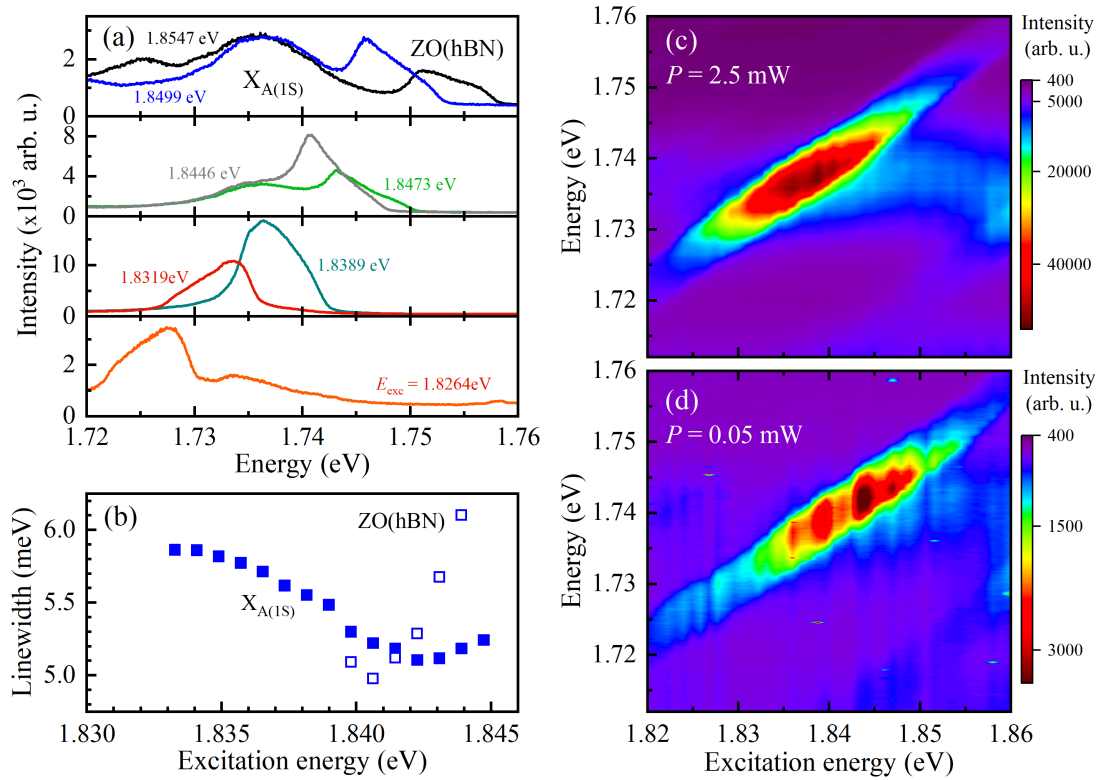 (a)
1.8547 eV
ZO(hBN)
X_A(1S)
1.8499 eV
2
0
8
1.8446 eV
1.8473 eV
4
0
1.8319eV
1.8389 eV
10
0
2
E_exc = 1.8264eV
0
Intensity (x10³ arb. u.)
1.72 1.73 1.74 1.75 1.76
Energy (eV)
(b)
ZO(hBN)
X_A(1S)
6.0
5.5
5.0
Linewidth (meV)
1.830 1.835 1.840 1.845
Excitation energy (eV)
(c)
P = 2.5 mW
1.76
1.75
1.74
1.73
1.72
Energy (eV)
Intensity
(arb. u.)
400
5000
20000
40000
(d)
P = 0.05 mW
1.76
1.75
1.74
1.73
1.72
Energy (eV)
1.82 1.83 1.84 1.85 1.86
Excitation energy (eV)
Intensity
(arb. u.)
400
1500
3000